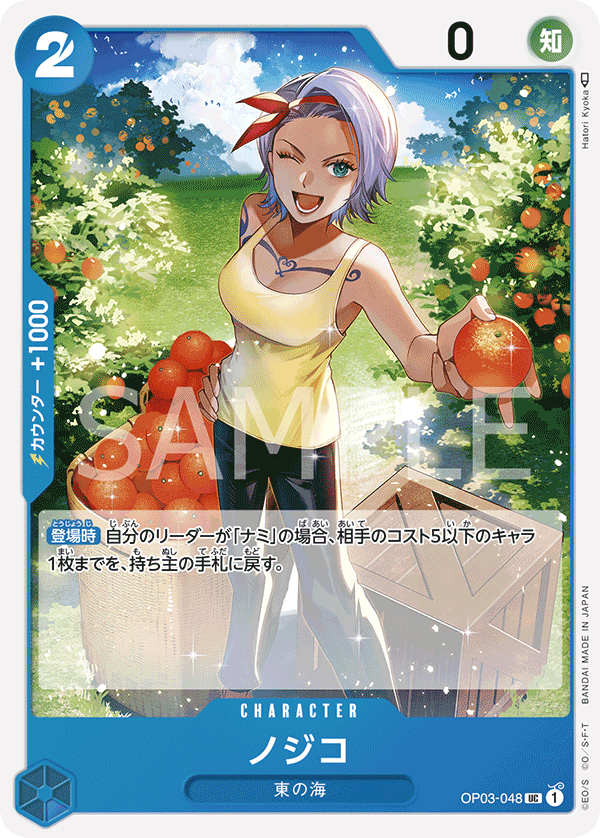 2
0
知
Hatori Kyoka
カウンター +1000
SAMPLE
登場時 自分のリーダーが「ナミ」の場合、相手のコスト5以下のキャラ
1枚までを、持ち主の手札に戻す。
CHARACTER
ノジコ
東の海
OP03-048 UC 1
©E.O/S ©O/S・F・T BANDAI MADE IN JAPAN